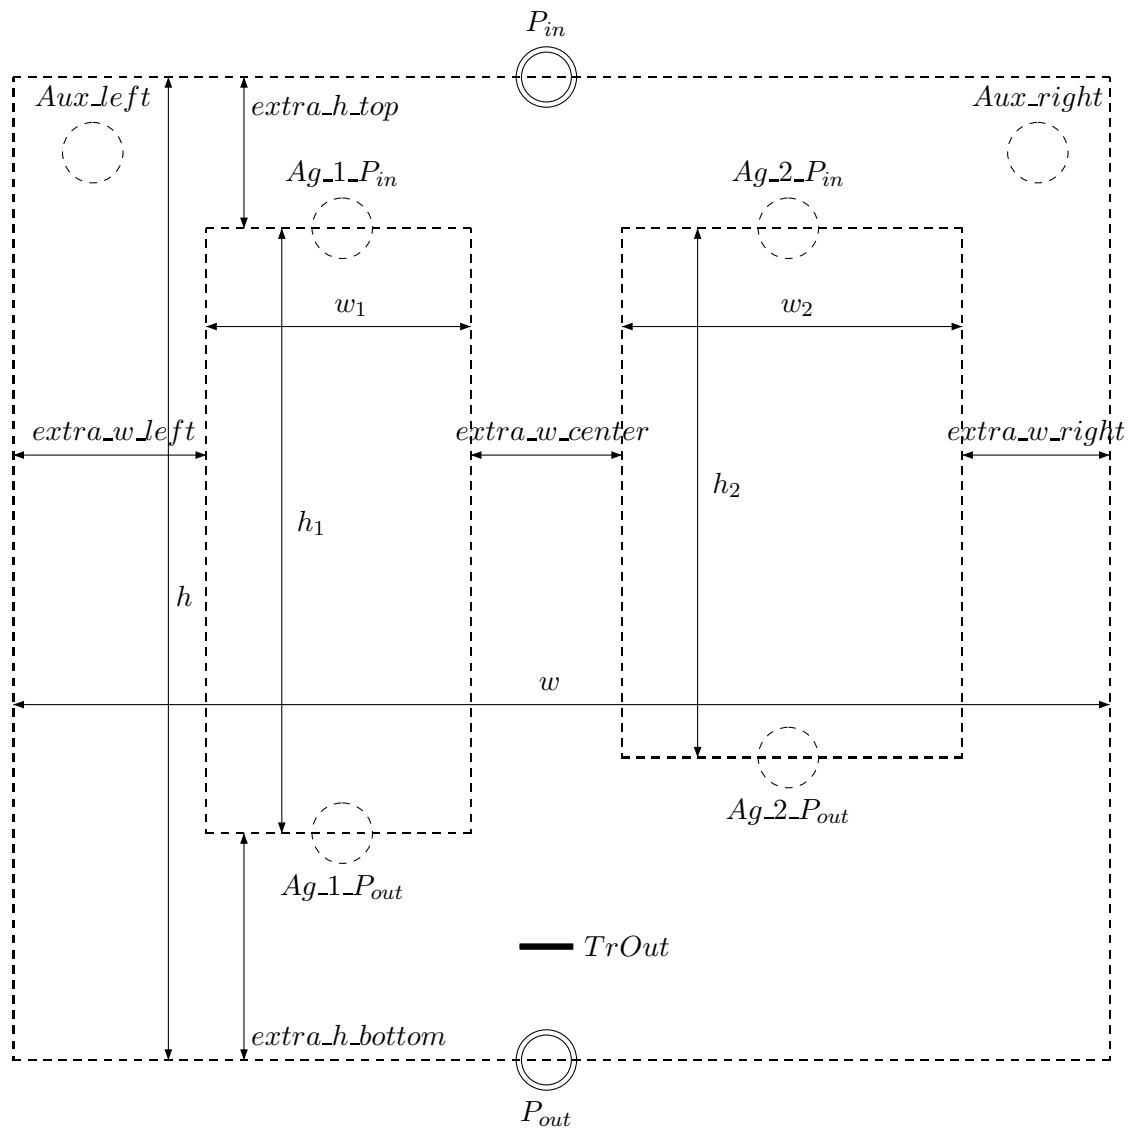 P_in
Aux_left
extra_h_top
Aux_right
Ag_1_P_in
Ag_2_P_in
w_1
w_2
extra_w_left
extra_w_center
extra_w_right
h_2
h_1
h
w
Ag_2_P_out
Ag_1_P_out
TrOut
extra_h_bottom
P_out